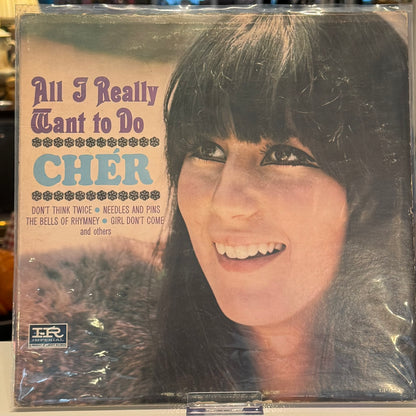 All I Really
Want to Do
CHÉR
DON'T THINK TWICE • NEEDLES AND PINS
THE BELLS OF RHYMNEY • GIRL DON'T COME
and others
IR
IMPERIAL